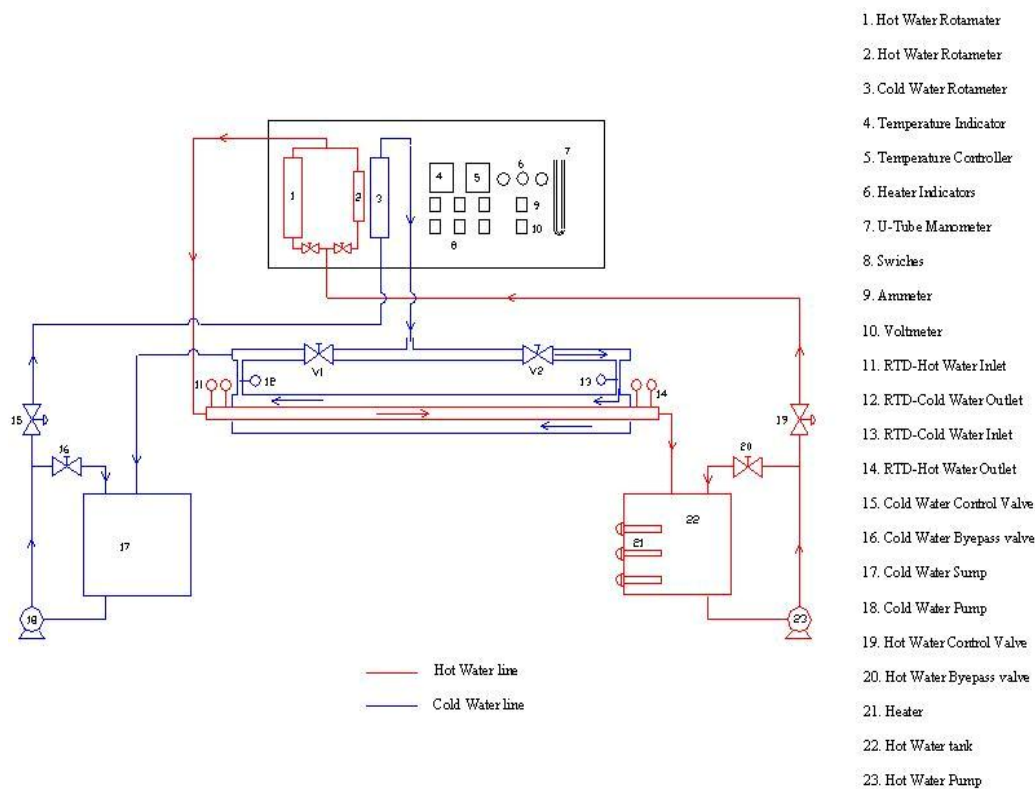 1. Hot Water Rotamater
2. Hot Water Rotameter
3. Cold Water Rotameter
4. Temperature Indicator
5. Temperature Controller
6. Heater Indicators
7. U-Tube Manometer
8. Swiches
9. Ammeter
10. Voltmeter
11. RTD-Hot Water Inlet
12. RTD-Cold Water Outlet
13. RTD-Cold Water Inlet
14. RTD-Hot Water Outlet
15. Cold Water Control Valve
16. Cold Water Byepass valve
17. Cold Water Sump
18. Cold Water Pump
19. Hot Water Control Valve
20. Hot Water Byepass valve
21. Heater
22. Hot Water tank
23. Hot Water Pump
7
6
4
5
1
2
3
9
10
8
V1
V2
11
12
13
14
15
19
16
20
17
22
21
18
23
Hot Water line
Cold Water line